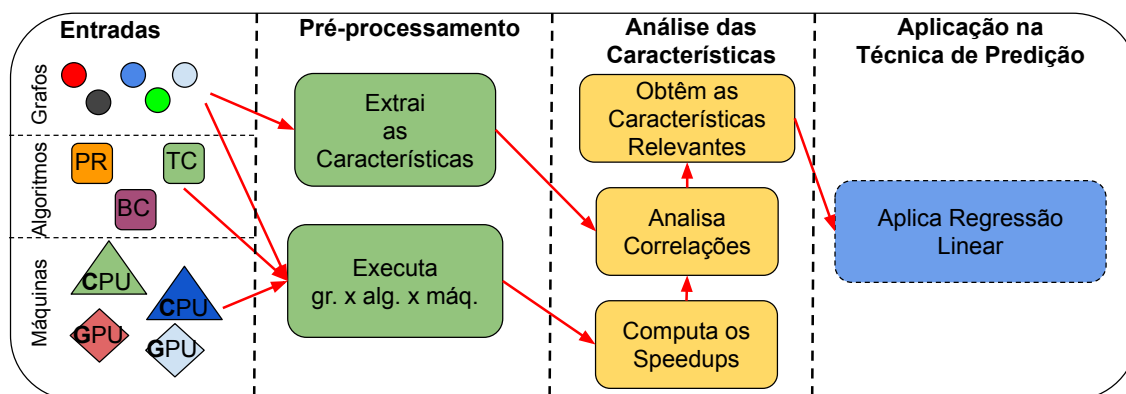 Entradas
Grafos
Algoritmos
PR
TC
BC
Máquinas
CPU
CPU
GPU
GPU
Pré-processamento
Extrai
as
Características
Executa
gr. x alg. x máq.
Análise das
Características
Obtêm as
Características
Relevantes
Analisa
Correlações
Computa os
Speedups
Aplicação na
Técnica de Predição
Aplica Regressão
Linear